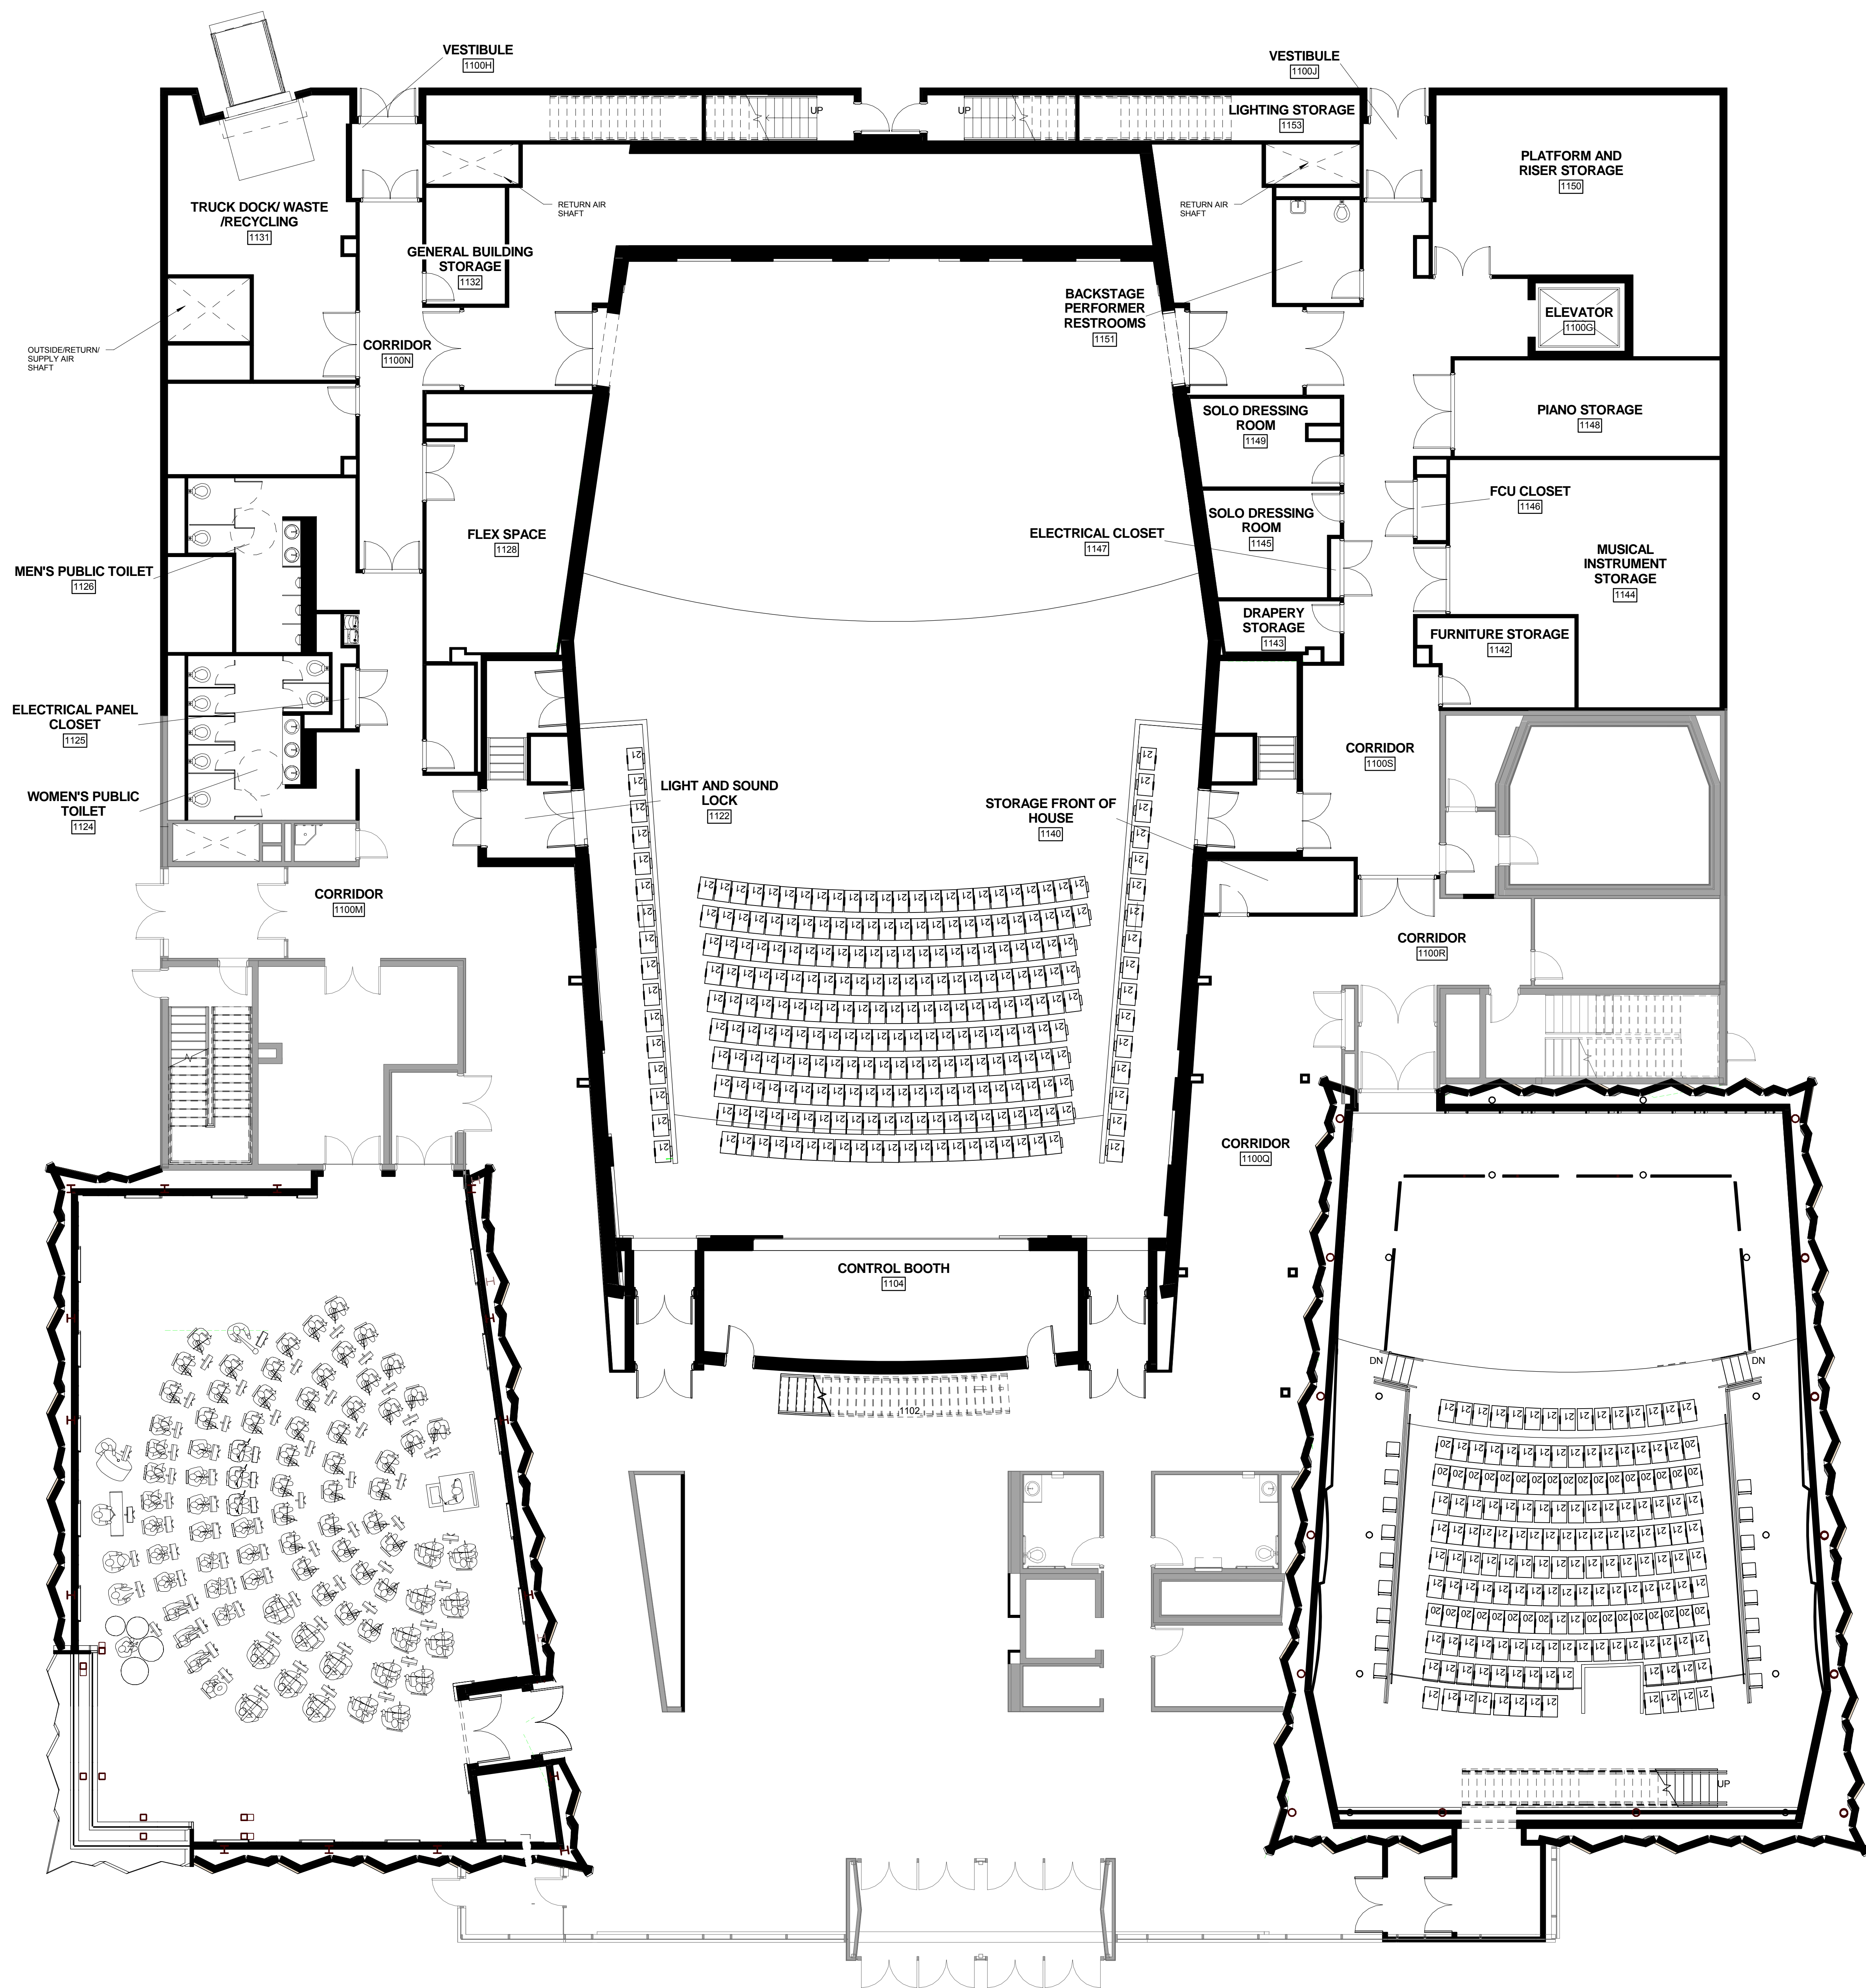 VESTIBULE
1100H
VESTIBULE
1100J
UP
UP
LIGHTING STORAGE
1153
PLATFORM AND
RISER STORAGE
1150
TRUCK DOCK/ WASTE
/RECYCLING
1131
RETURN AIR
SHAFT
RETURN AIR
SHAFT
GENERAL BUILDING
STORAGE
1132
BACKSTAGE
PERFORMER
RESTROOMS
1151
ELEVATOR
1100G
OUTSIDE/RETURN/
SUPPLY AIR
SHAFT
CORRIDOR
1100N
SOLO DRESSING
ROOM
1149
PIANO STORAGE
1148
FCU CLOSET
1146
FLEX SPACE
1128
ELECTRICAL CLOSET
1147
SOLO DRESSING
ROOM
1145
MUSICAL
INSTRUMENT
STORAGE
1144
MEN'S PUBLIC TOILET
1126
DRAPERY
STORAGE
1143
FURNITURE STORAGE
1142
ELECTRICAL PANEL
CLOSET
1125
CORRIDOR
1100S
WOMEN'S PUBLIC
TOILET
1124
LIGHT AND SOUND
LOCK
1122
STORAGE FRONT OF
HOUSE
1140
CORRIDOR
1100M
CORRIDOR
1100R
CORRIDOR
1100Q
CONTROL BOOTH
1104
DN
DN
1102
UP